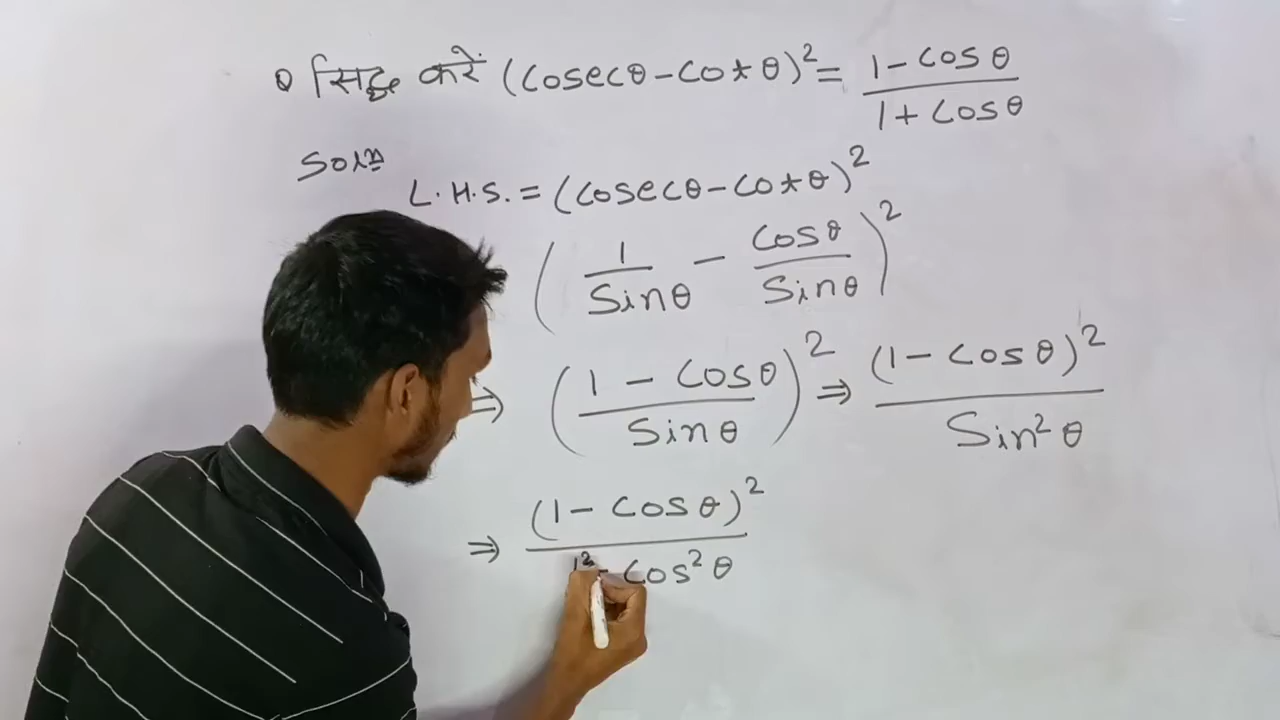 Q सिद्ध करें (Cosecθ - Cotθ)² = (1 - Cosθ) / (1 + Cosθ)
Solⁿ
L.H.S. = (Cosecθ - Cotθ)²
(1/Sinθ - Cosθ/Sinθ)²
⇒ ((1 - Cosθ)/Sinθ)² ⇒ (1 - Cosθ)²/Sin²θ
⇒ (1 - Cosθ)²/1² - Cos²θ